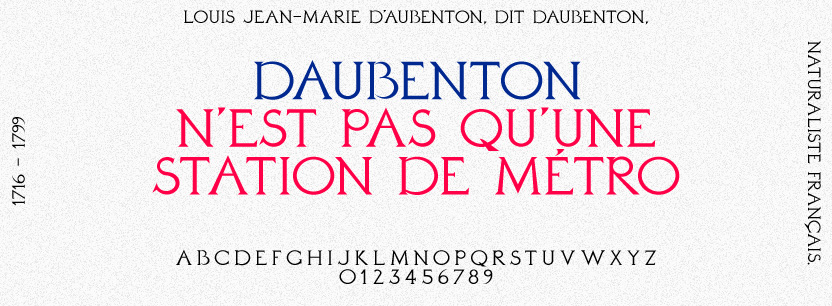 LOUIS JEAN-MARIE D'AUBENTON, DIT DAUBENTON,
NATURALISTE FRANÇAIS.
1716 - 1799
DAUBENTON
N'EST PAS QU'UNE
STATION DE MÉTRO
ABCDEFGHIJKLMNOPQRSTUVWXYZ
0123456789